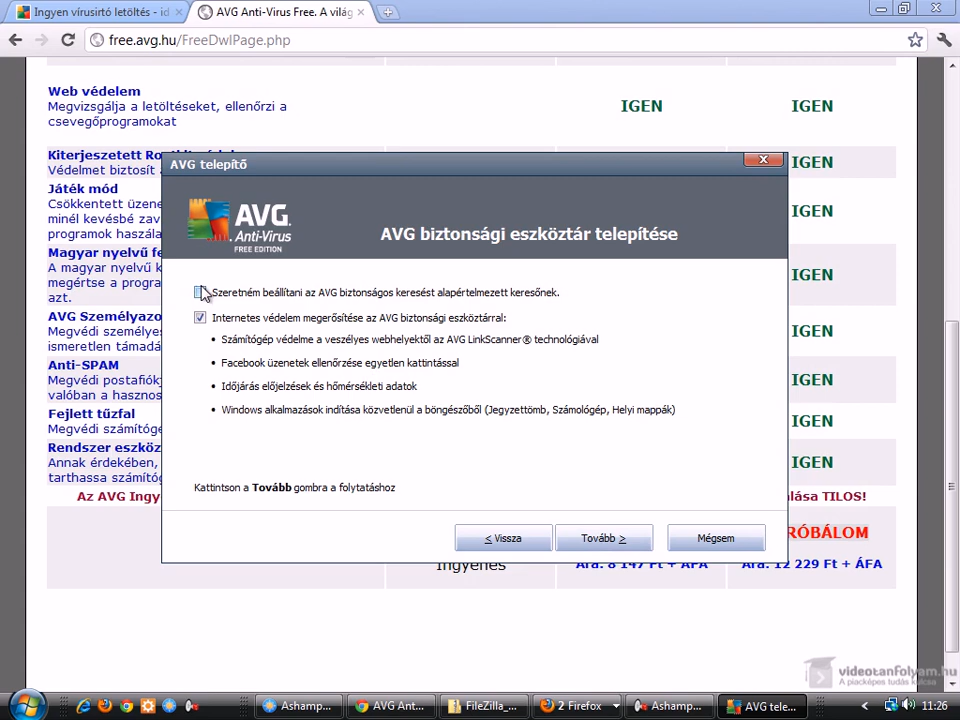 Ingyen vírusirtó letöltés - id
AVG Anti-Virus Free. A világ
free.avg.hu/FreeDwlPage.php
Web védelem
Megvizsgálja a letöltéseket, ellenőrzi a
csevegőprogramokat
IGEN
IGEN
Kiterjesztett
Védelmet biztosít
IGEN
Játék mód
Csökkentett üzene
minél kevésbé zav
programok haszála
IGEN
Magyar nyelvű fe
A magyar nyelvű k
megértse a progra
azt.
IGEN
AVG Személyazo
Megvédi személyes
ismeretlen támadá
IGEN
Anti-SPAM
Megvédi postafiók
valóban a hasznos
IGEN
Fejlett tűzfal
Megvédi számítóg
IGEN
Rendszer eszköz
Annak érdekében,
tarthassa számítóg
IGEN
Az AVG Ingy
lása TILOS!
RÓBÁLOM
Ingyenes
Ára: 8 147 Ft + ÁFA
Ára: 12 229 Ft + ÁFA
AVG telepítő
AVG.
Anti-Virus
FREE EDITION
AVG biztonsági eszköztár telepítése
Szeretném beállítani az AVG biztonságos keresést alapértelmezett keresőnek.
Internetes védelem megerősítése az AVG biztonsági eszköztárral:
• Számítógép védelme a veszélyes webhelyektől az AVG LinkScanner® technológiával
• Facebook üzenetek ellenőrzése egyetlen kattintással
• Időjárás előjelzések és hőmérsékleti adatok
• Windows alkalmazások indítása közvetlenül a böngészőből (Jegyzettömb, Számológép, Helyi mappák)
Kattintson a Tovább gombra a folytatáshoz
< Vissza
Tovább >
Mégsem
videotanfolyam.hu
A piacképes tudás kulcsa
Ashamp...
AVG Ant...
FileZilla_...
2 Firefox
Ashamp...
AVG tele...
11:26